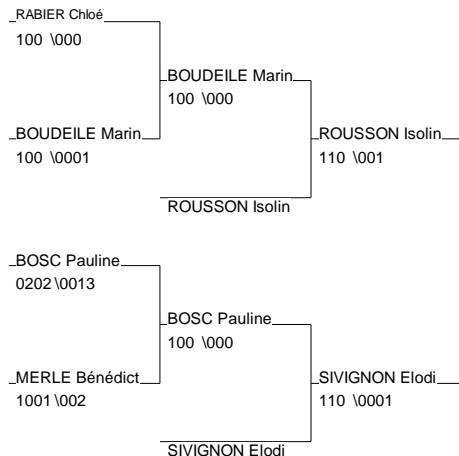 RABIER Chloé
100 \000
BOUDEILE Marin
100 \000
BOUDEILE Marin
100 \0001
ROUSSON Isolin
110 \001
ROUSSON Isolin
BOSC Pauline
0202 \0013
BOSC Pauline
100 \000
MERLE Bénédict
1001 \002
SIVIGNON Elodi
110 \0001
SIVIGNON Elodi